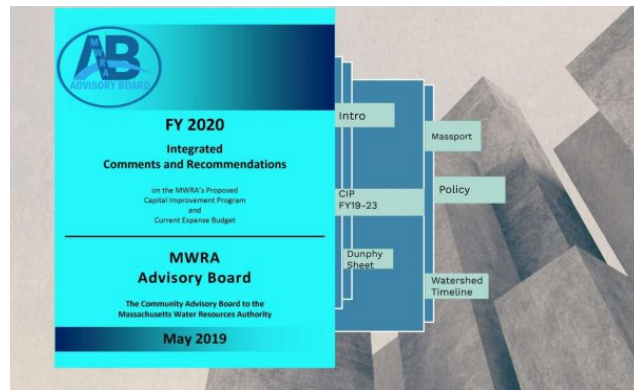 MWRA
AB
ADVISORY BOARD
FY 2020
Integrated
Comments and Recommendations
on the MWRA's Proposed
Capital Improvement Program
and
Current Expense Budget
MWRA
Advisory Board
The Community Advisory Board to the
Massachusetts Water Resources Authority
May 2019
Intro
CIP
FY19-23
Dunphy
Sheet
Massport
Policy
Watershed
Timeline